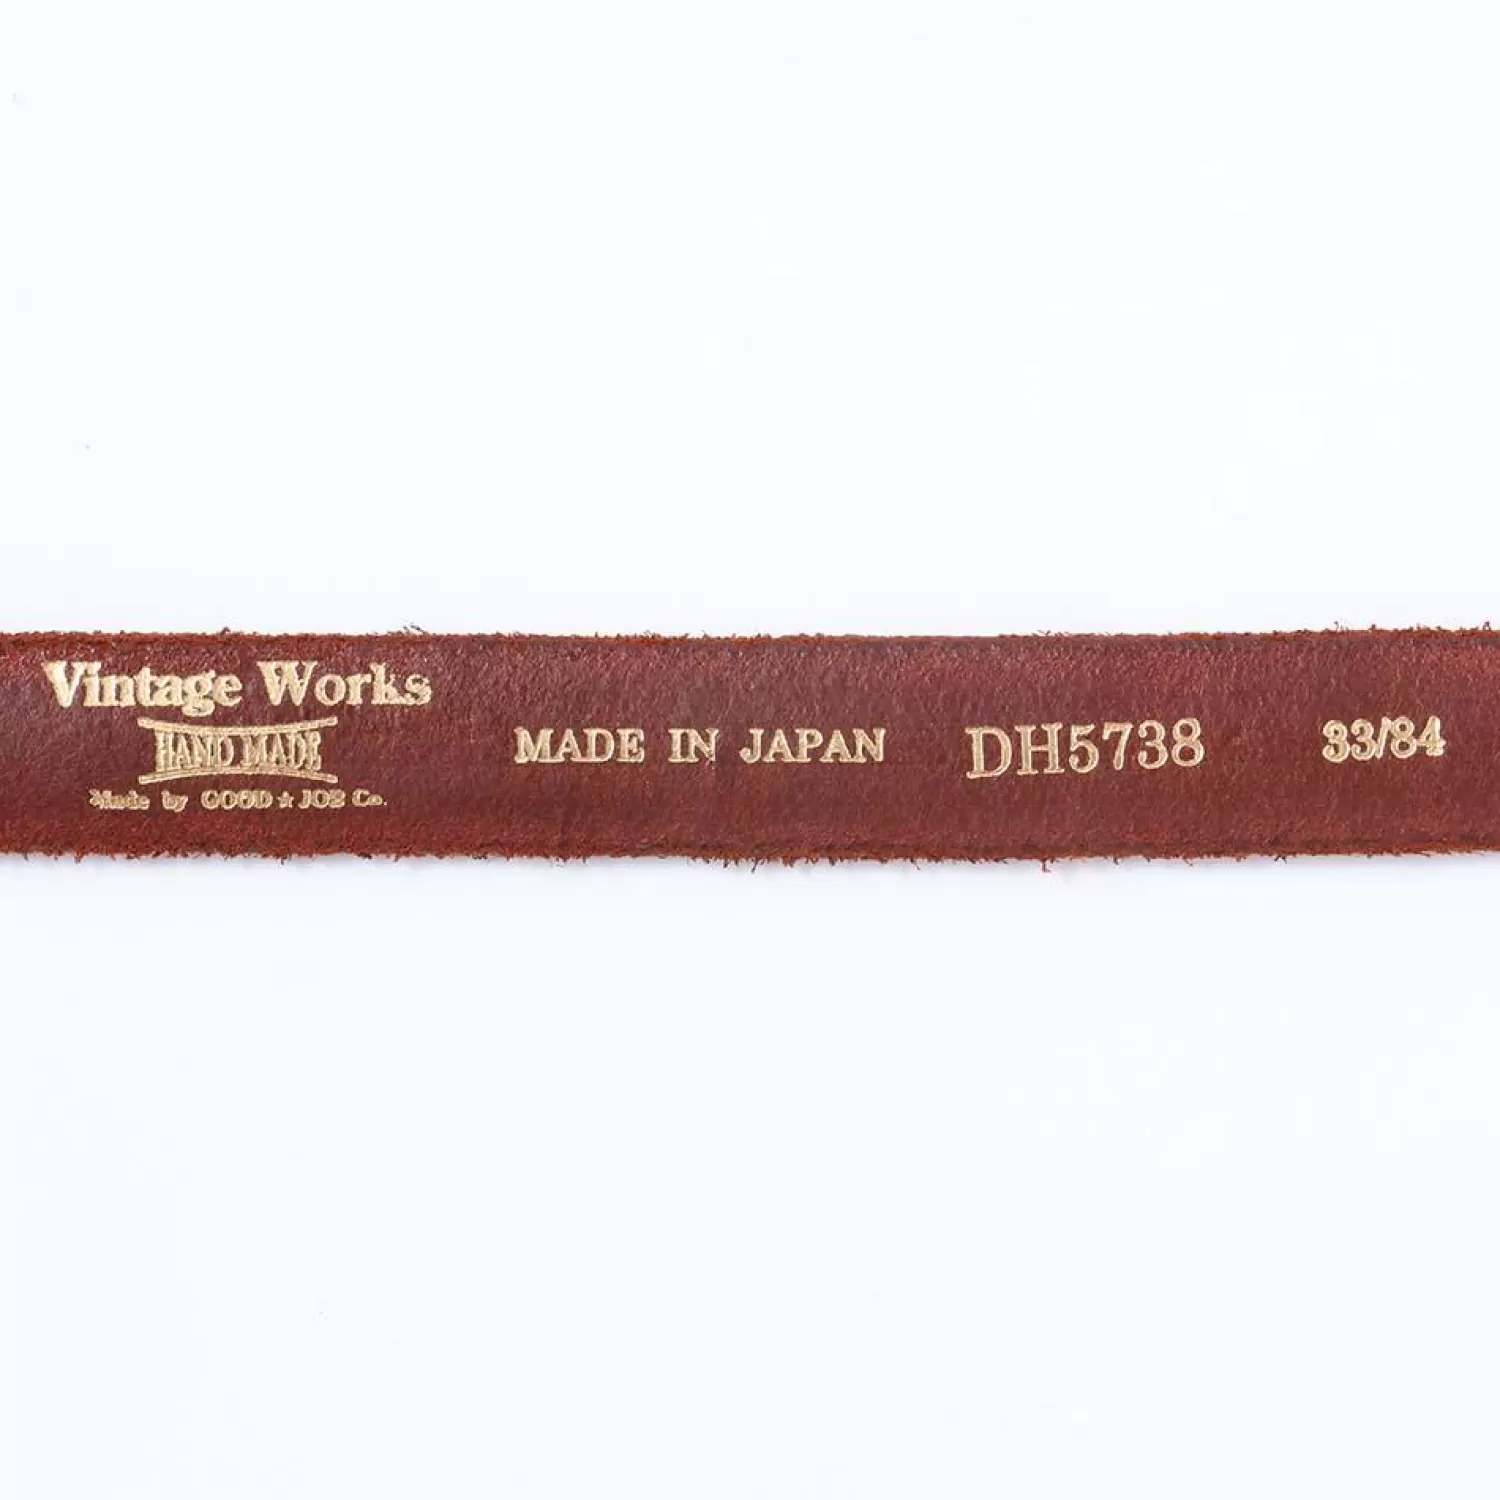 Vintage Works
HAND MADE
Made by GOOD☆JOB Co.
MADE IN JAPAN
DH5738
33/84